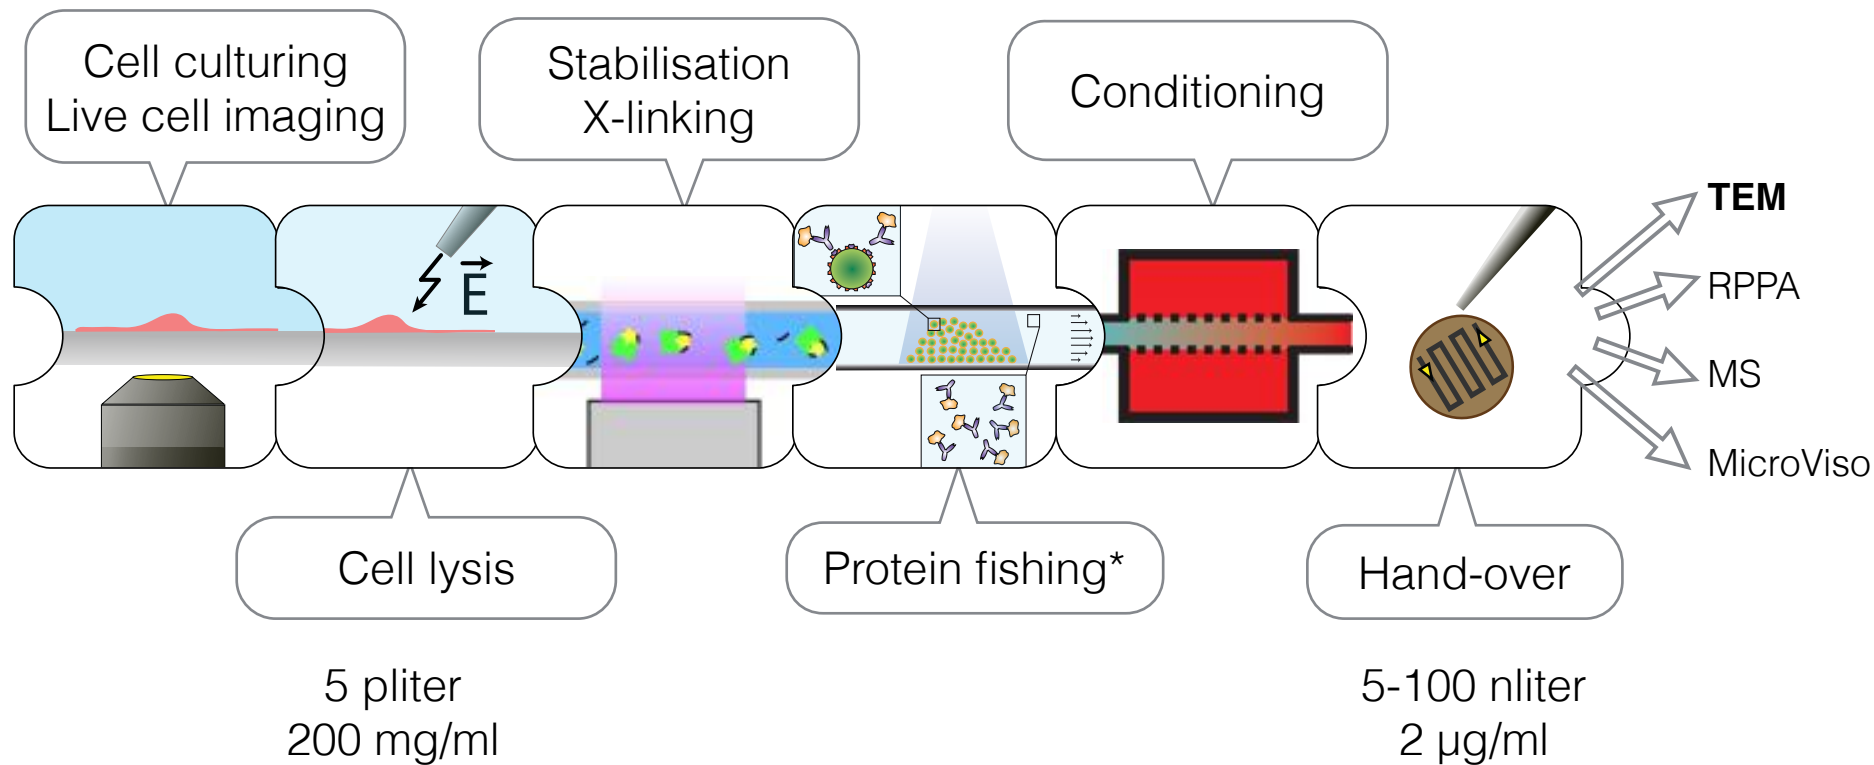 Cell culturing
Live cell imaging
Stabilisation
X-linking
Conditioning
E
TEM
RPPA
MS
MicroViso
Cell lysis
Protein fishing*
Hand-over
5 pliter
200 mg/ml
5-100 nliter
2 µg/ml